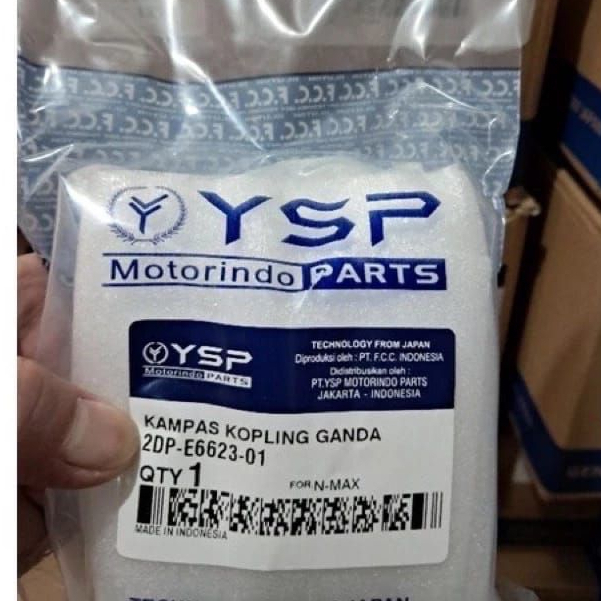 F.C.C. F.C.C. F.C.C. F.C.C. F.C.C.
YSP
Motorindo PARTS
YSP
Motorindo PARTS
TECHNOLOGY FROM JAPAN
Diproduksi oleh : PT. F.C.C. INDONESIA
Didistribusikan oleh :
PT.YSP MOTORINDO PARTS
JAKARTA - INDONESIA
KAMPAS KOPLING GANDA
2DP-E6623-01
QTY 1
FOR N-MAX
MADE IN INDONESIA